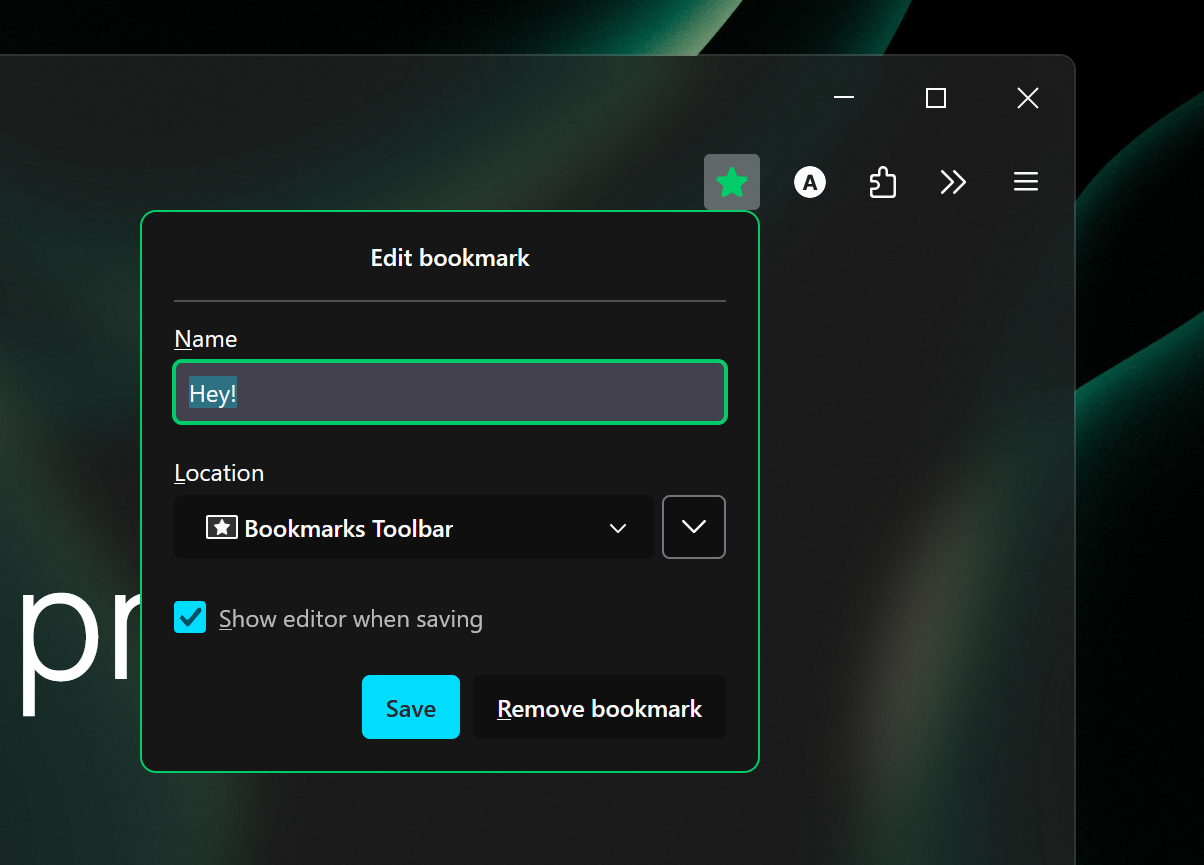 A
Edit bookmark
Name
Hey!
Location
Bookmarks Toolbar
Show editor when saving
pr
Save
Remove bookmark